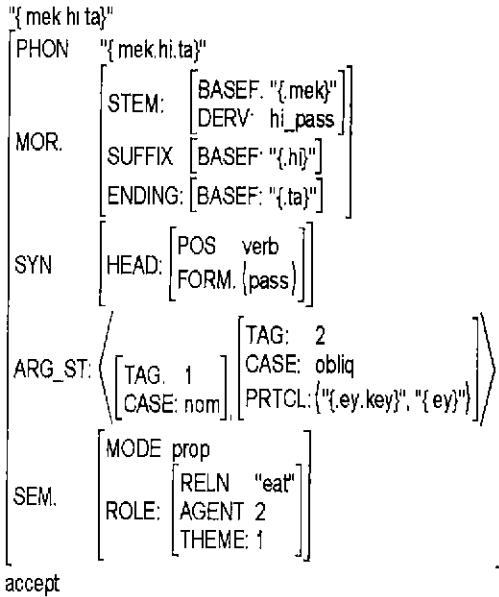 "{ mek hi ta}"
PHON "{ mek.hi.ta}"
MOR. STEM: BASEF. "{.mek}"
DERV: hi_pass
SUFFIX BASEF: "{.hi}"
ENDING: BASEF: "{.ta}"
SYN HEAD: POS verb
FORM. (pass)
ARG_ST: TAG. 1
CASE: nom
, TAG: 2
CASE: obliq
PRTCL: ("{.ey.key}", "{ ey}")
SEM. MODE prop
ROLE: RELN "eat"
AGENT 2
THEME: 1
.
accept